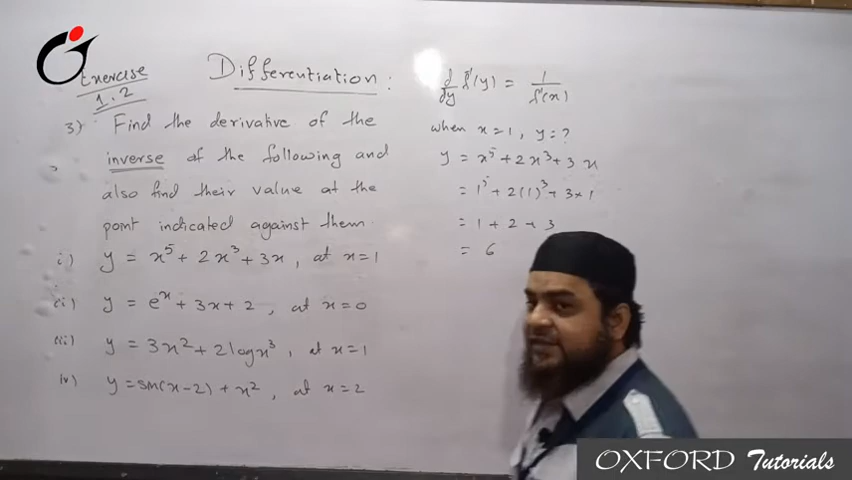 Exercise
1.2
Differentiation:
3) Find the derivative of the
inverse of the following and
also find their value at the
point indicated against them
i) y = x⁵ + 2x³ + 3x, at x=1
(ii) y = eˣ + 3x + 2, at x=0
(iii) y = 3x² + 2logx³, at x=1
iv) y = sin(x-2) + x², at x=2
d/dy f⁻¹(y) = 1/f'(x)
when x=1, y=?
y = x⁵ + 2x³ + 3x
= 1⁵ + 2(1)³ + 3×1
= 1 + 2 + 3
= 6
OXFORD Tutorials